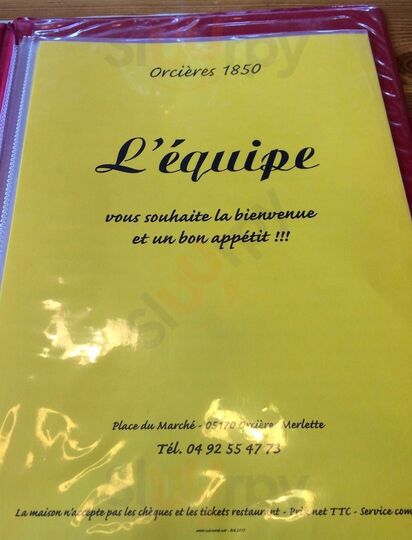 Orcières 1850
L'équipe
vous souhaite la bienvenue
et un bon appétit !!!
Place du Marché - 05170 Orcières Merlette
Tél. 04 92 55 47 73
La maison n'accepte pas les chèques et les tickets restaurant - Prix net TTC - Service com